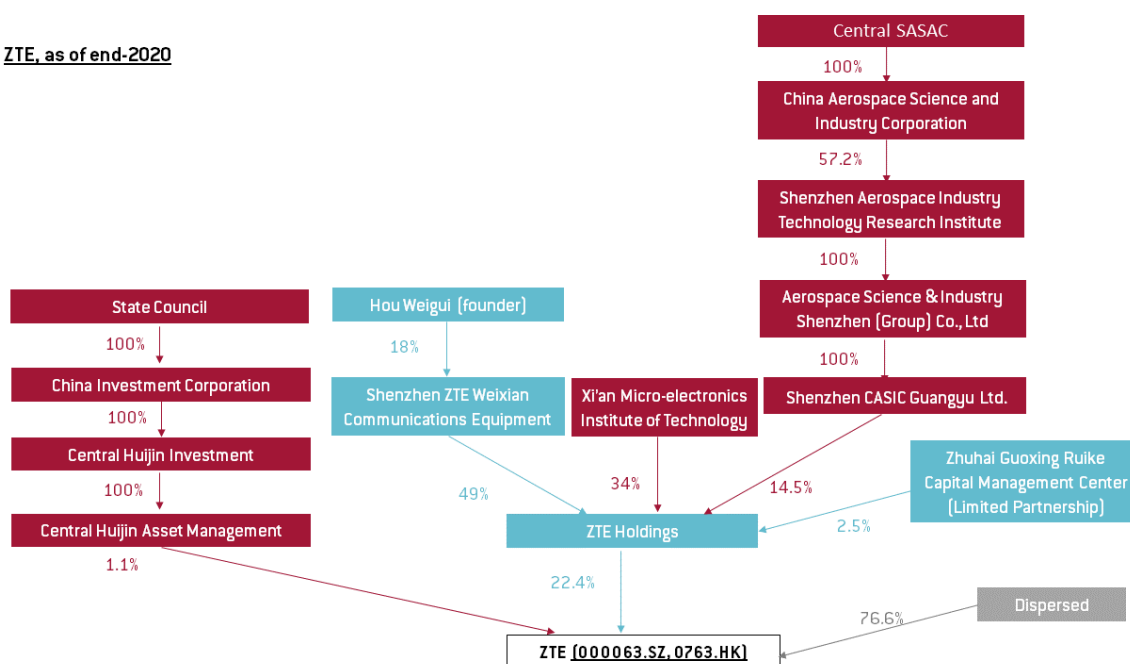 ZTE, as of end-2020
Central SASAC
100%
China Aerospace Science and
Industry Corporation
57.2%
Shenzhen Aerospace Industry
Technology Research Institute
100%
Aerospace Science & Industry
Shenzhen (Group) Co., Ltd
100%
Shenzhen CASIC Guangyu Ltd.
14.5%
State Council
100%
China Investment Corporation
100%
Central Huijin Investment
100%
Central Huijin Asset Management
1.1%
Hou Weigui (founder)
18%
Shenzhen ZTE Weixian
Communications Equipment
49%
Xi'an Micro-electronics
Institute of Technology
34%
Zhuhai Guoxing Ruike
Capital Management Center
(Limited Partnership)
2.5%
ZTE Holdings
22.4%
Dispersed
76.6%
ZTE (000063.SZ, 0763.HK)